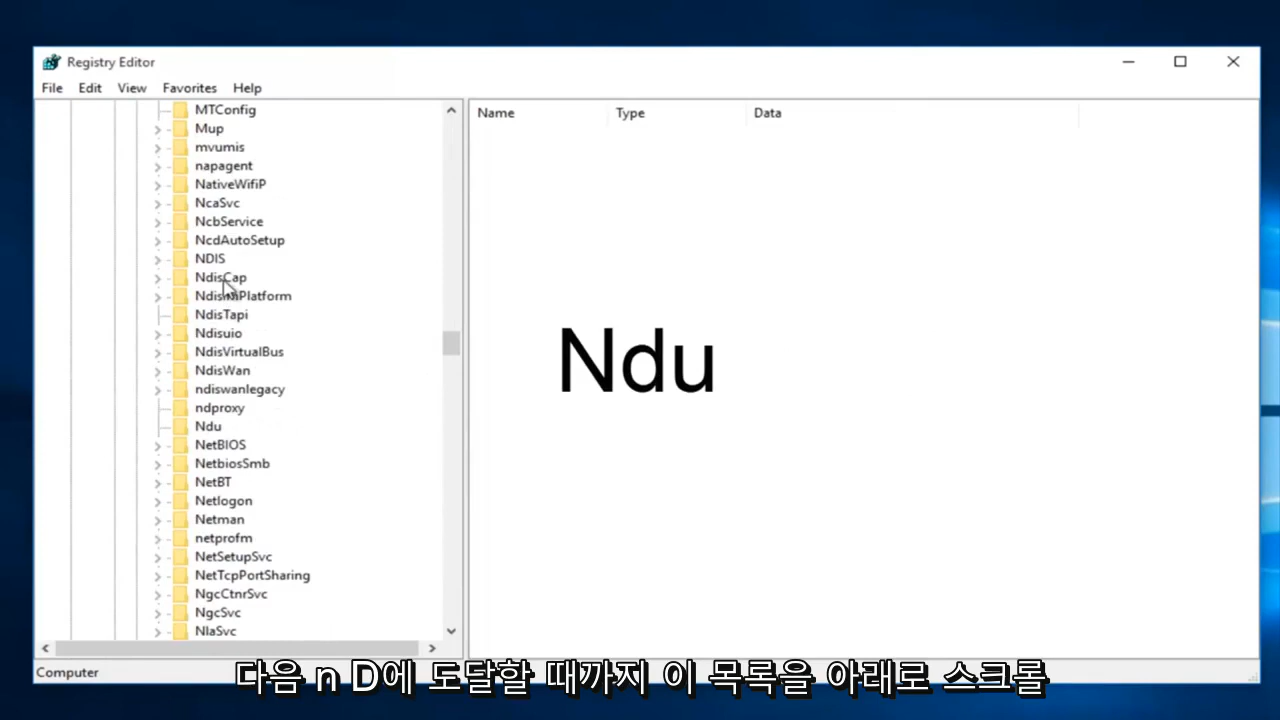 Registry Editor
File Edit View Favorites Help
Name Type Data
MTConfig
Mup
mvumis
napagent
NativeWifiP
NcaSvc
NcbService
NcdAutoSetup
NDIS
NdisCap
NdisImPlatform
NdisTapi
Ndisuio
NdisVirtualBus
NdisWan
ndiswanlegacy
ndproxy
Ndu
NetBIOS
NetbiosSmb
NetBT
Netlogon
Netman
netprofm
NetSetupSvc
NetTcpPortSharing
NgcCtnrSvc
NgcSvc
NlaSvc
Ndu
Computer
다음 n D에 도달할 때까지 이 목록을 아래로 스크롤